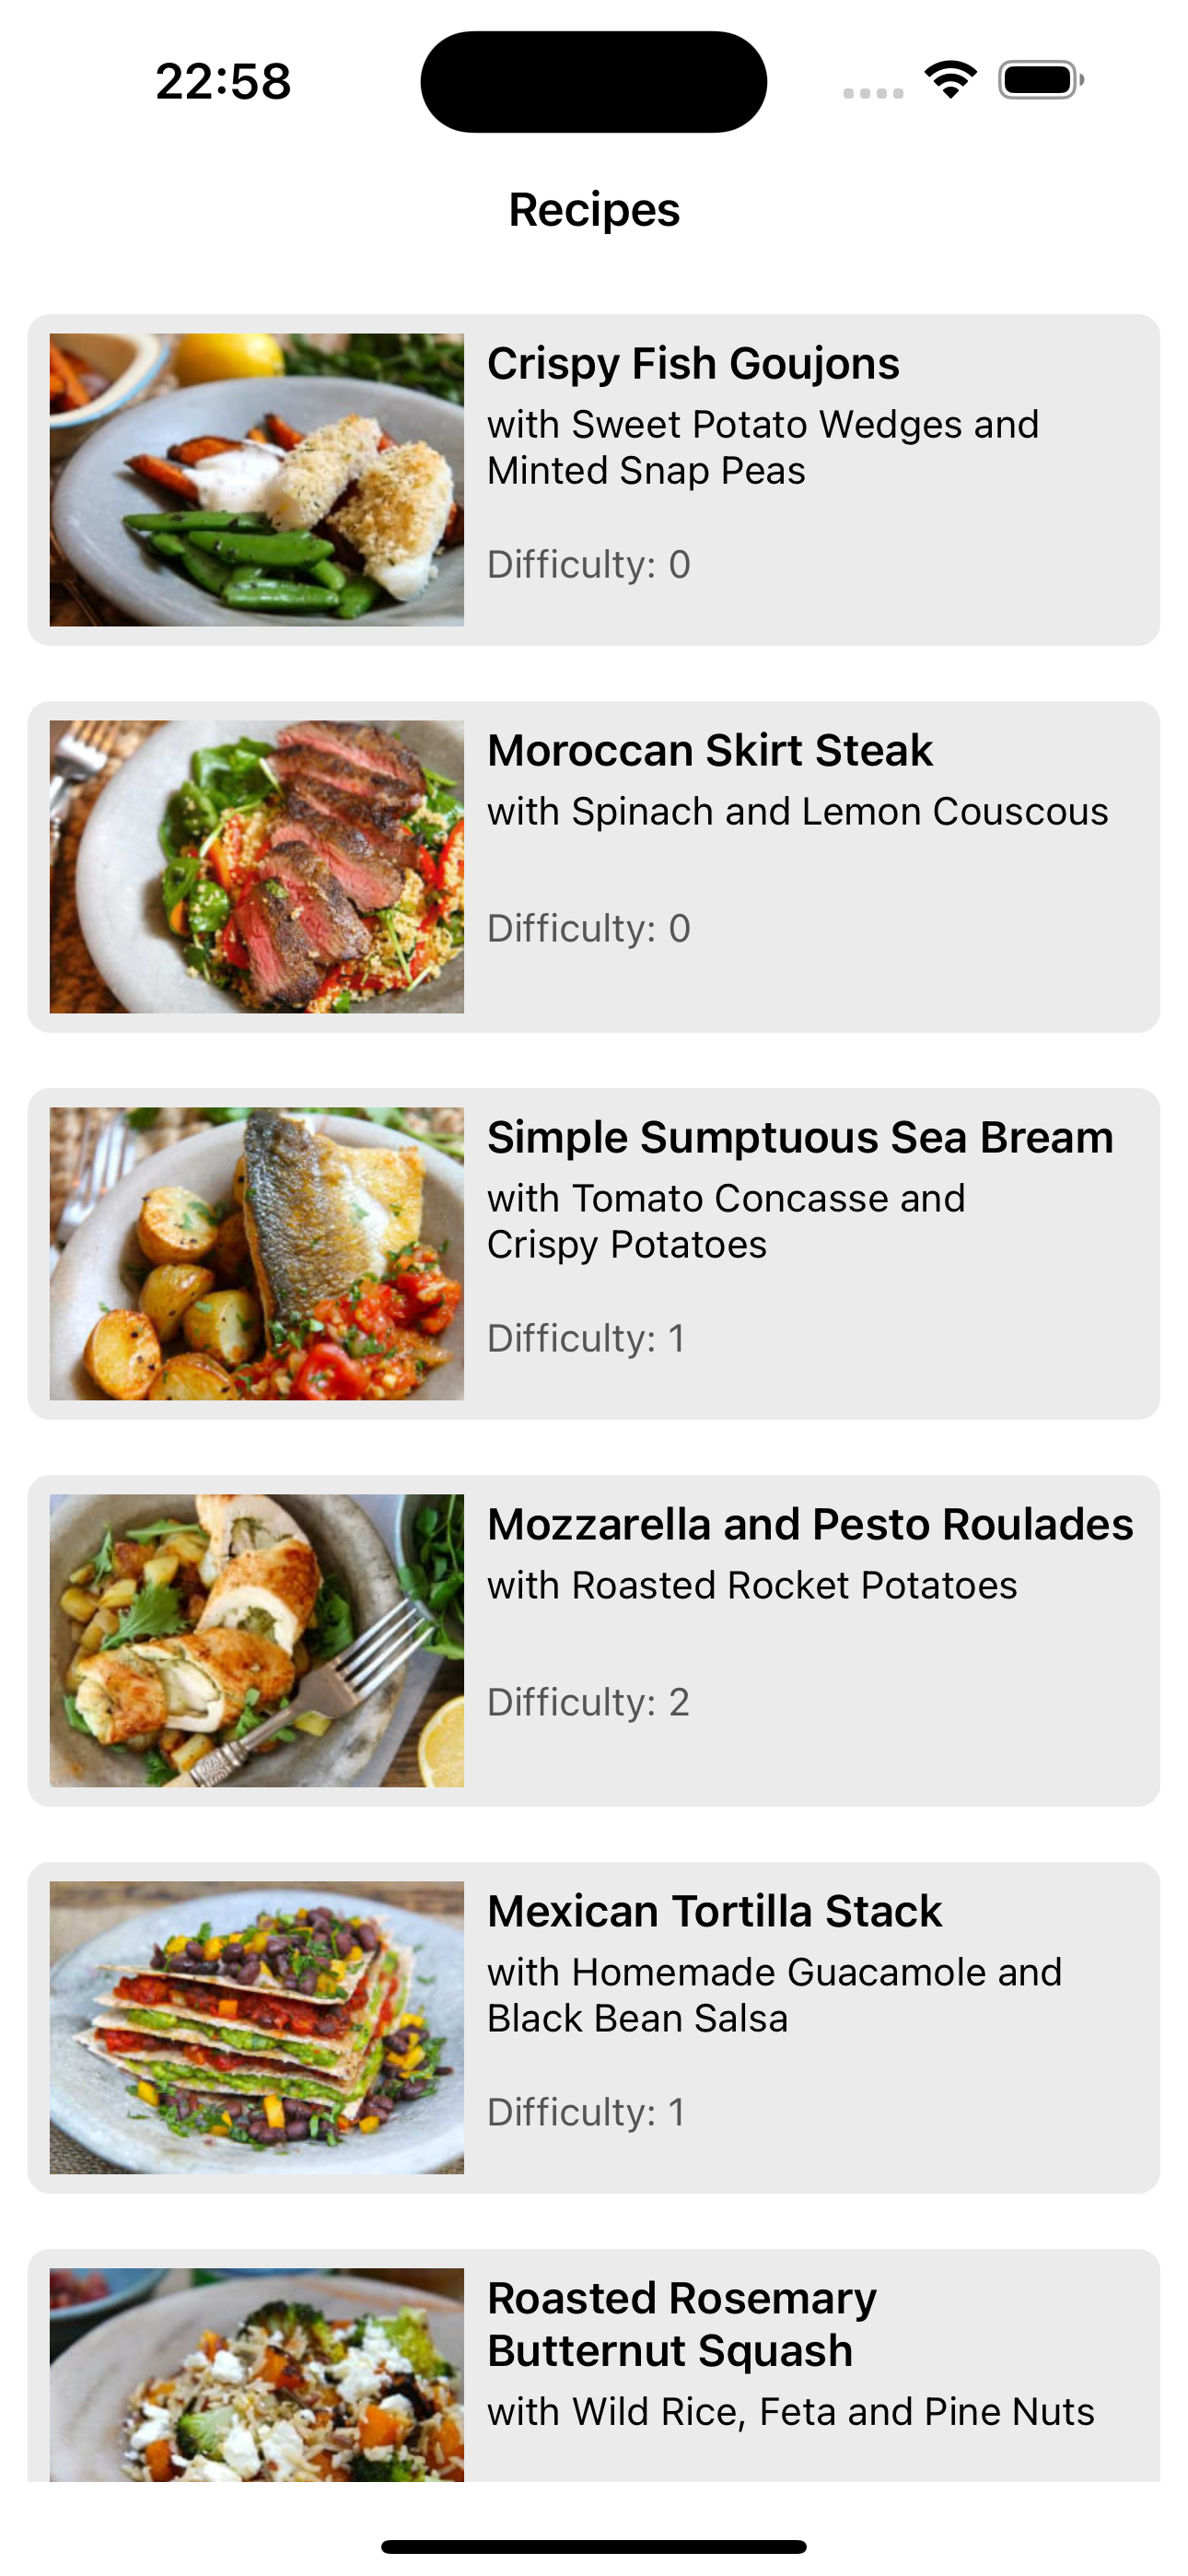 22:58
Recipes
Crispy Fish Goujons
with Sweet Potato Wedges and
Minted Snap Peas
Difficulty: 0
Moroccan Skirt Steak
with Spinach and Lemon Couscous
Difficulty: 0
Simple Sumptuous Sea Bream
with Tomato Concasse and
Crispy Potatoes
Difficulty: 1
Mozzarella and Pesto Roulades
with Roasted Rocket Potatoes
Difficulty: 2
Mexican Tortilla Stack
with Homemade Guacamole and
Black Bean Salsa
Difficulty: 1
Roasted Rosemary
Butternut Squash
with Wild Rice, Feta and Pine Nuts